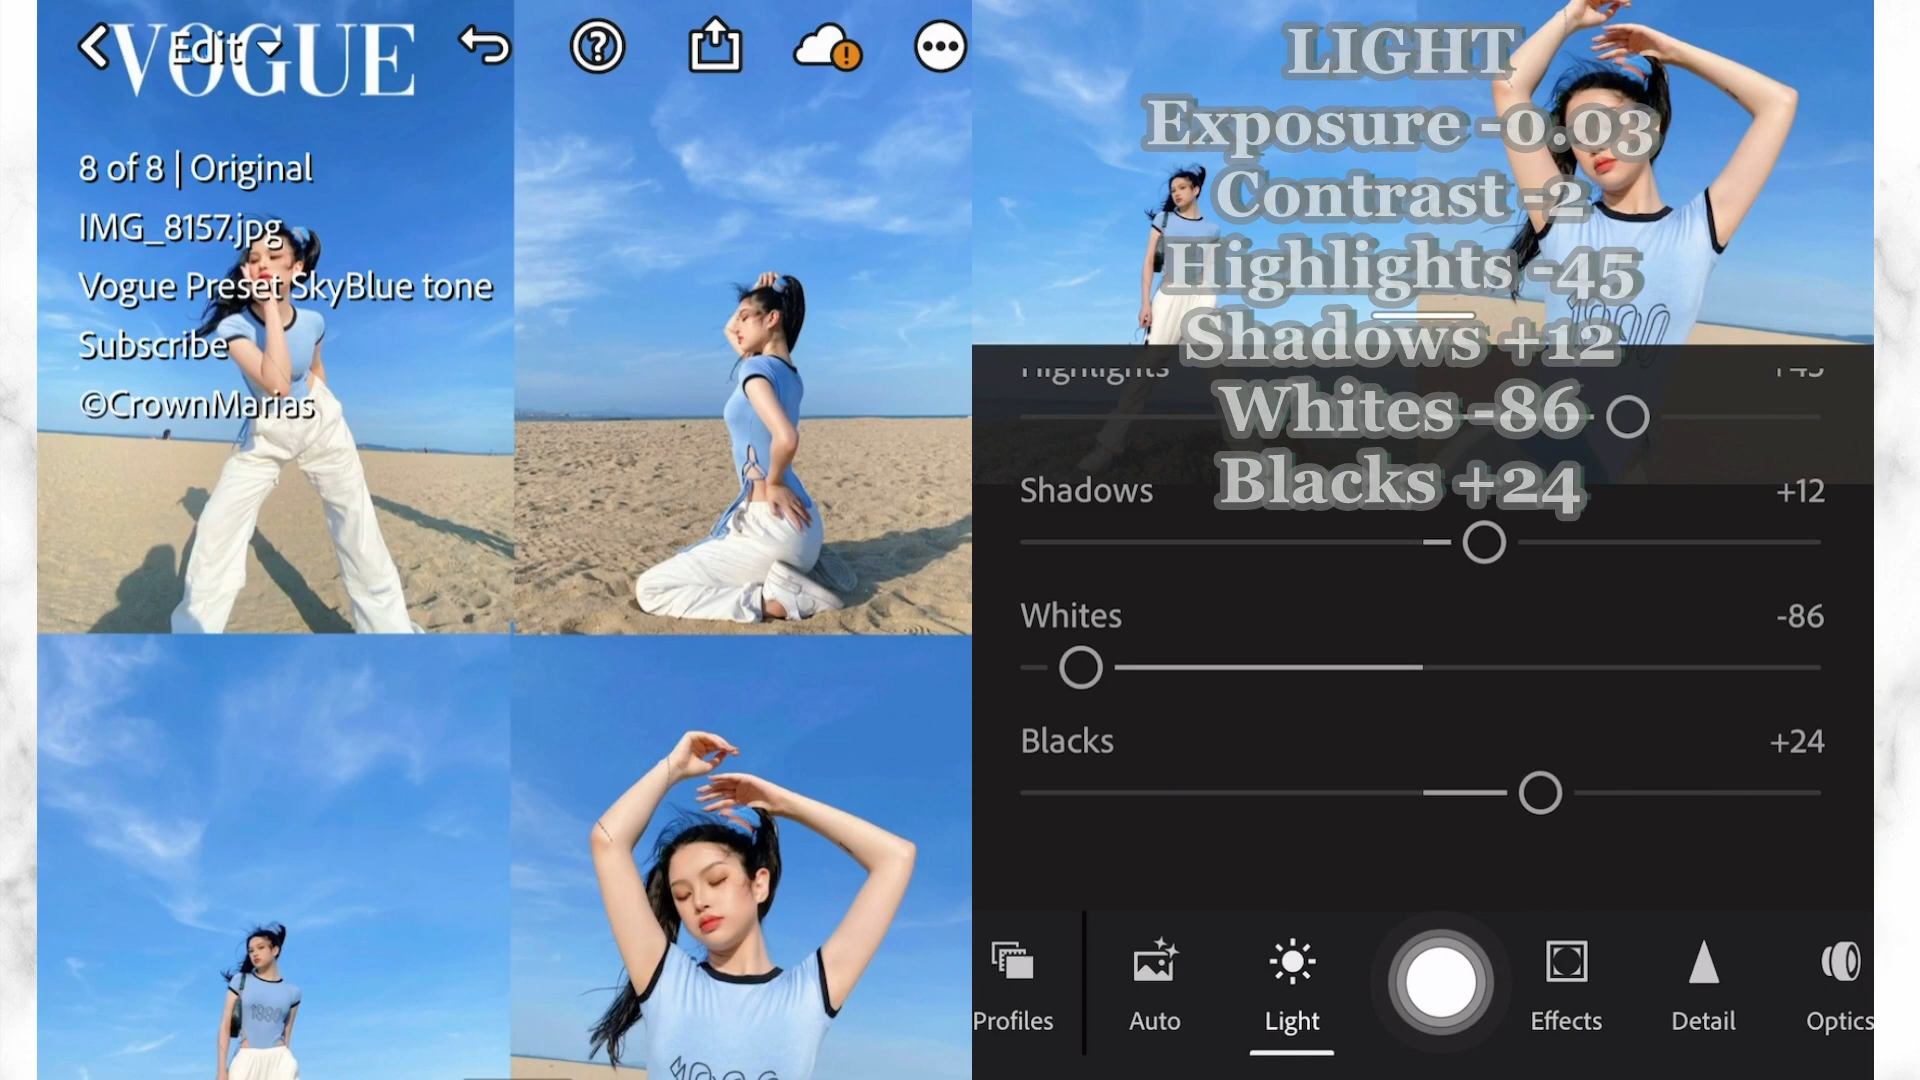 VOGUE
Edit
8 of 8 | Original
IMG_8157.jpg
Vogue Preset SkyBlue tone
Subscribe
©CrownMarias
LIGHT
Exposure -0.03
Contrast -2
Highlights -45
Shadows +12
Whites -86
Blacks +24
Highlights
Shadows +12
Whites -86
Blacks +24
Profiles
Auto
Light
Effects
Detail
Optics
1990